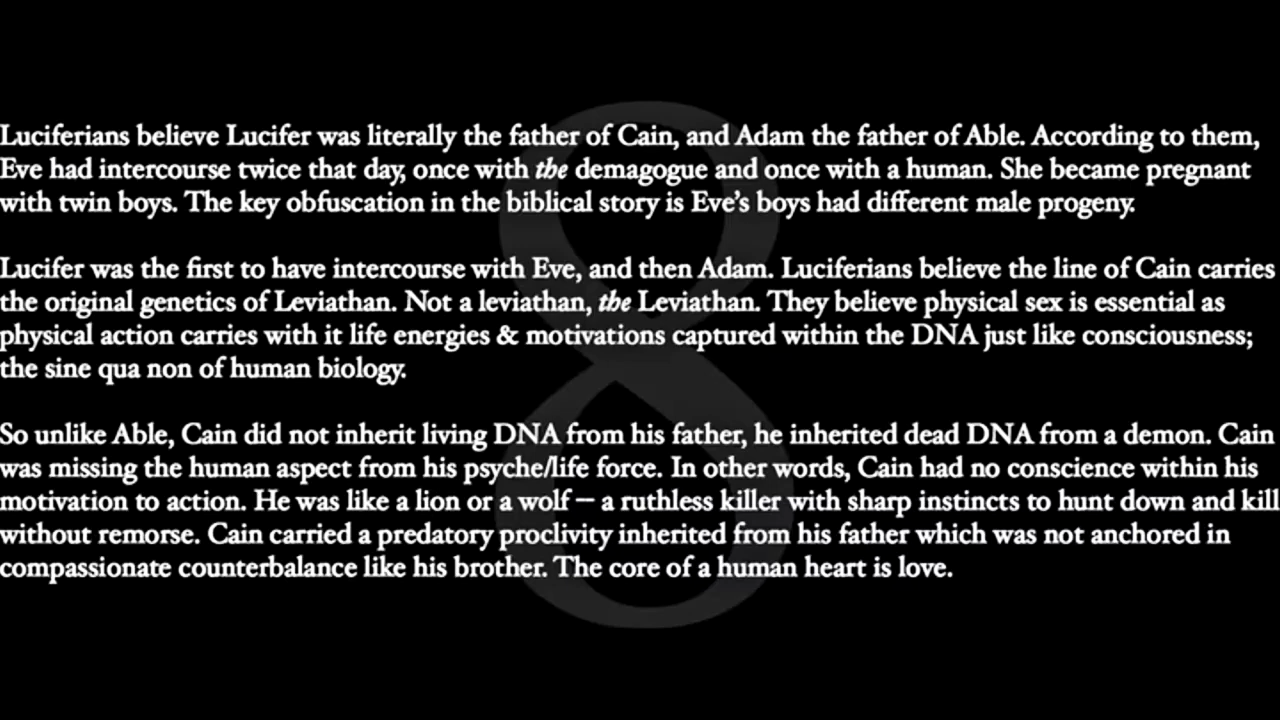 Luciferians believe Lucifer was literally the father of Cain, and Adam the father of Able. According to them,
Eve had intercourse twice that day, once with the demagogue and once with a human. She became pregnant
with twin boys. The key obfuscation in the biblical story is Eve's boys had different male progeny.
Lucifer was the first to have intercourse with Eve, and then Adam. Luciferians believe the line of Cain carries
the original genetics of Leviathan. Not a leviathan, the Leviathan. They believe physical sex is essential as
physical action carries with it life energies & motivations captured within the DNA just like consciousness;
the sine qua non of human biology.
So unlike Able, Cain did not inherit living DNA from his father, he inherited dead DNA from a demon. Cain
was missing the human aspect from his psyche/life force. In other words, Cain had no conscience within his
motivation to action. He was like a lion or a wolf – a ruthless killer with sharp instincts to hunt down and kill
without remorse. Cain carried a predatory proclivity inherited from his father which was not anchored in
compassionate counterbalance like his brother. The core of a human heart is love.
8